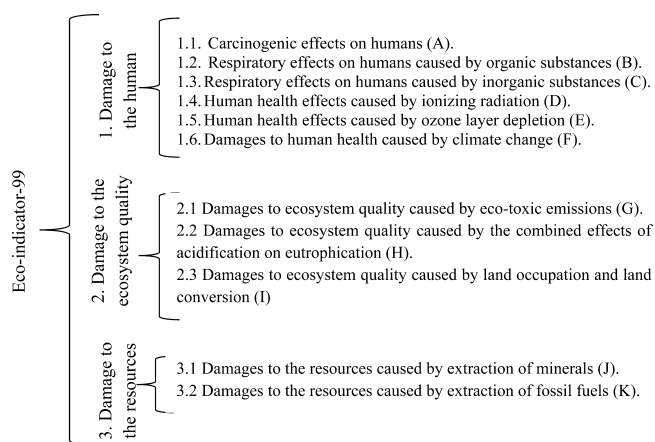 Eco-indicator-99
1. Damage to
the human
1.1. Carcinogenic effects on humans (A).
1.2. Respiratory effects on humans caused by organic substances (B).
1.3. Respiratory effects on humans caused by inorganic substances (C).
1.4. Human health effects caused by ionizing radiation (D).
1.5. Human health effects caused by ozone layer depletion (E).
1.6. Damages to human health caused by climate change (F).
2. Damage to the
ecosystem quality
2.1 Damages to ecosystem quality caused by eco-toxic emissions (G).
2.2 Damages to ecosystem quality caused by the combined effects of
acidification on eutrophication (H).
2.3 Damages to ecosystem quality caused by land occupation and land
conversion (I)
3. Damage to
the resources
3.1 Damages to the resources caused by extraction of minerals (J).
3.2 Damages to the resources caused by extraction of fossil fuels (K).